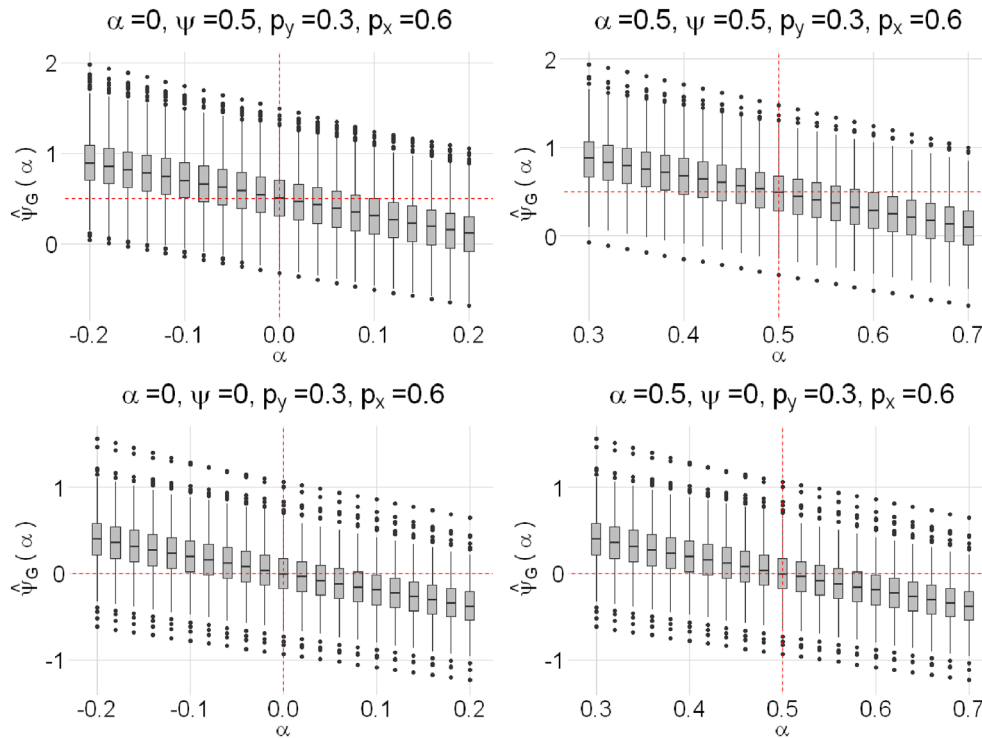 α =0, ψ =0.5, p_y =0.3, p_x =0.6
2
1
0
ψ̂_G ( α )
-0.2 -0.1 0.0 0.1 0.2
α
α =0.5, ψ =0.5, p_y =0.3, p_x =0.6
2
1
0
ψ̂_G ( α )
0.3 0.4 0.5 0.6 0.7
α
α =0, ψ =0, p_y =0.3, p_x =0.6
1
0
-1
ψ̂_G ( α )
-0.2 -0.1 0.0 0.1 0.2
α
α =0.5, ψ =0, p_y =0.3, p_x =0.6
1
0
-1
ψ̂_G ( α )
0.3 0.4 0.5 0.6 0.7
α